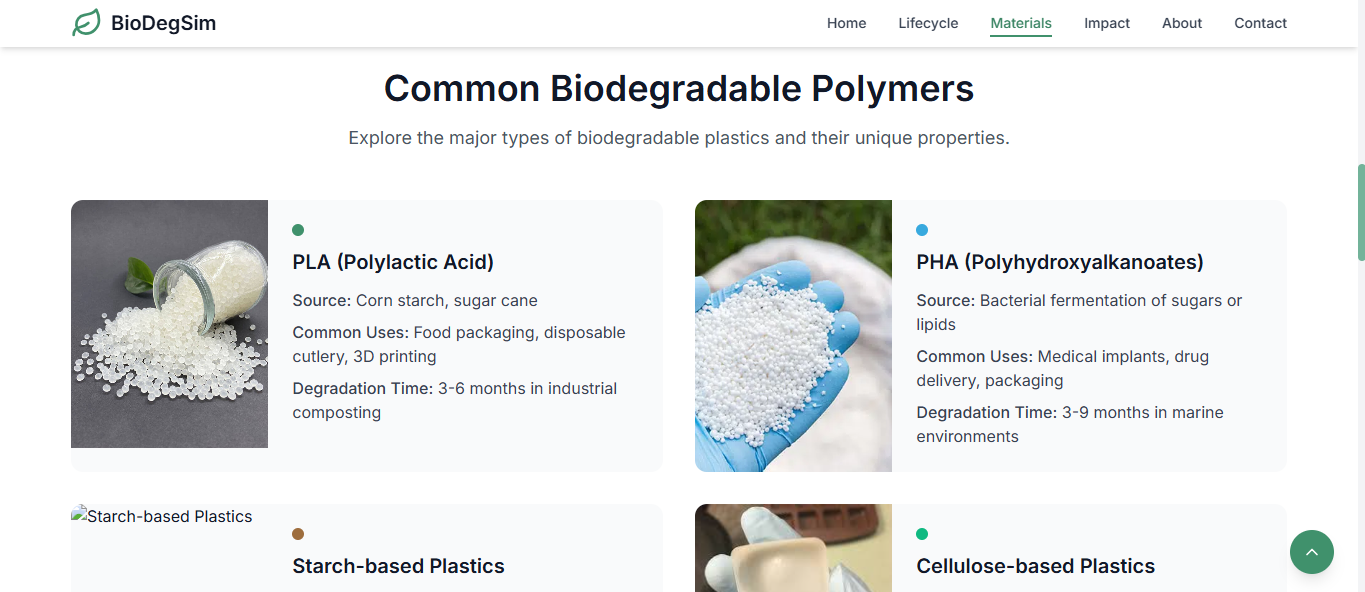 BioDegSim
Home
Lifecycle
Materials
Impact
About
Contact
Common Biodegradable Polymers
Explore the major types of biodegradable plastics and their unique properties.
PLA (Polylactic Acid)
Source: Corn starch, sugar cane
Common Uses: Food packaging, disposable
cutlery, 3D printing
Degradation Time: 3-6 months in industrial
composting
PHA (Polyhydroxyalkanoates)
Source: Bacterial fermentation of sugars or
lipids
Common Uses: Medical implants, drug
delivery, packaging
Degradation Time: 3-9 months in marine
environments
Starch-based Plastics
Starch-based Plastics
Cellulose-based Plastics